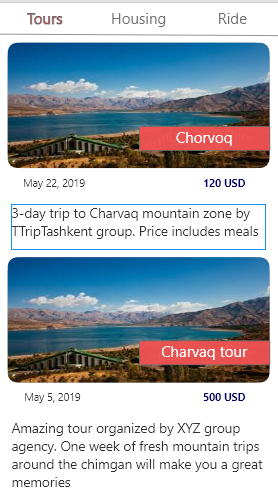 Tours Housing Ride
Chorvoq
May 22, 2019 120 USD
3-day trip to Charvaq mountain zone by
TTripTashkent group. Price includes meals
Charvaq tour
May 5, 2019 500 USD
Amazing tour organized by XYZ group
agency. One week of fresh mountain trips
around the chimgan will make you a great
memories